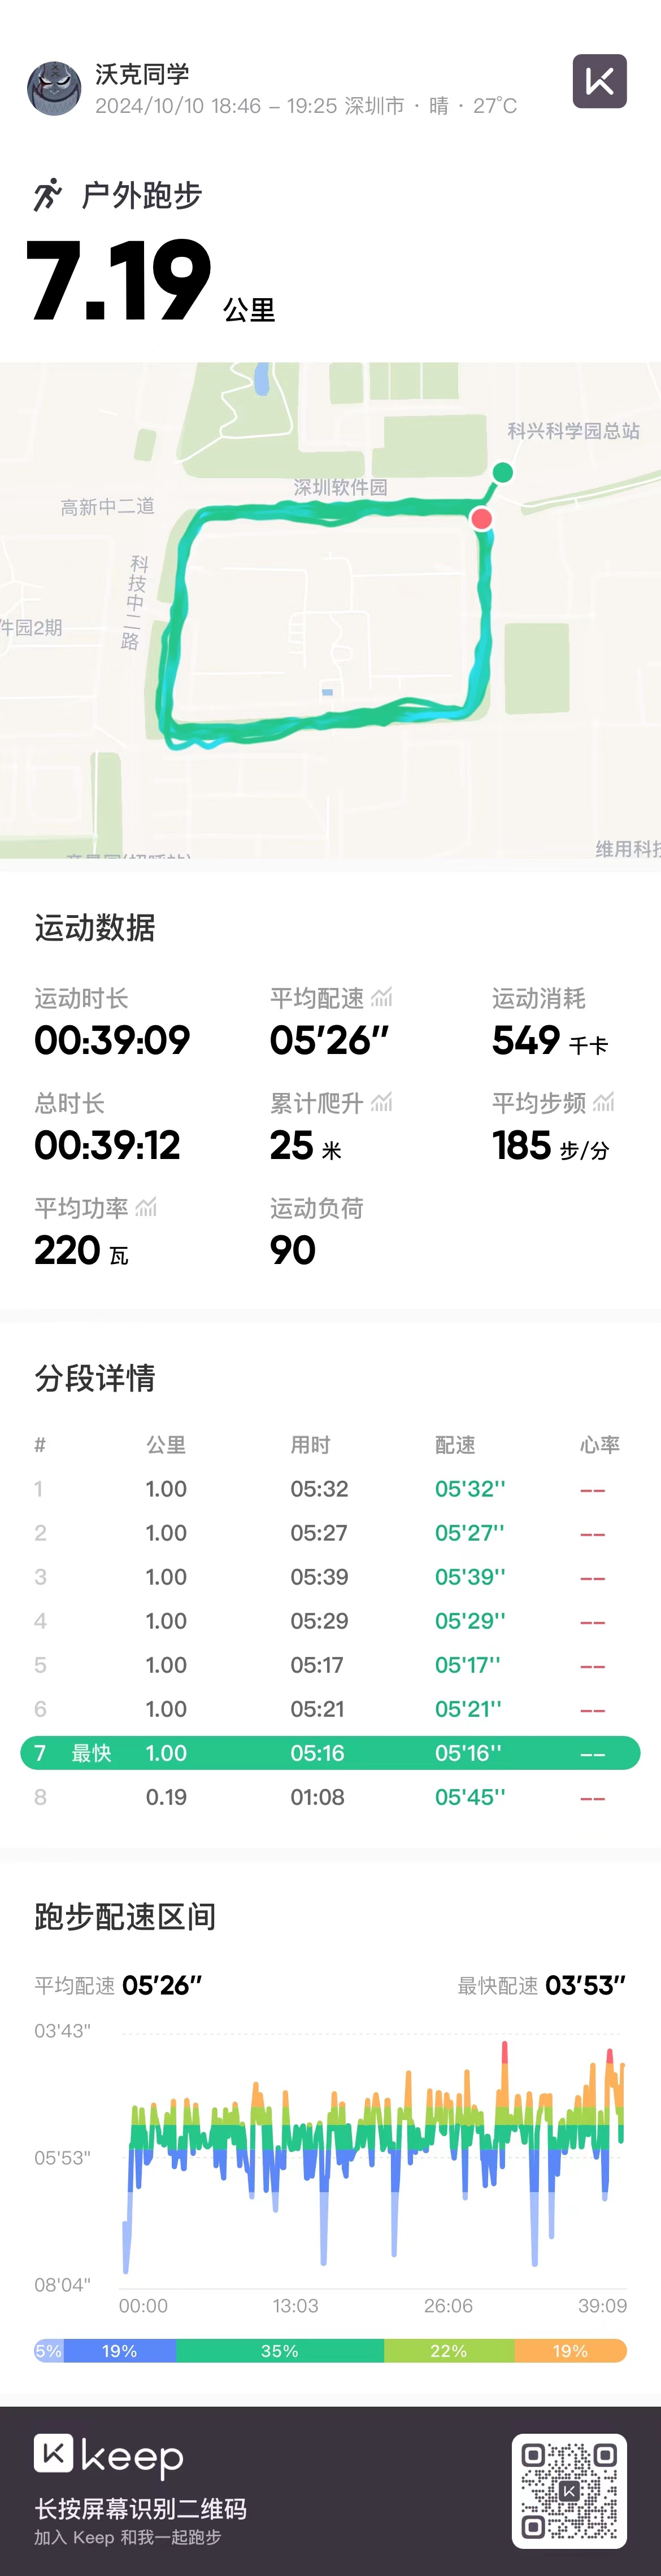 沃克同学
2024/10/10 18:46 – 19:25 深圳市 · 晴 · 27℃
户外跑步
7.19 公里
科兴科学园总站
深圳软件园
高新中二道
科技中二路
件园2期
维用科技
运动数据
运动时长 平均配速 运动消耗
00:39:09 05'26" 549 千卡
总时长 累计爬升 平均步频
00:39:12 25 米 185 步/分
平均功率 运动负荷
220 瓦 90
分段详情
# 公里 用时 配速 心率
1 1.00 05:32 05'32'' --
2 1.00 05:27 05'27'' --
3 1.00 05:39 05'39'' --
4 1.00 05:29 05'29'' --
5 1.00 05:17 05'17'' --
6 1.00 05:21 05'21'' --
7 最快 1.00 05:16 05'16'' --
8 0.19 01:08 05'45'' --
跑步配速区间
平均配速 05'26" 最快配速 03'53"
03'43"
05'53"
08'04"
00:00 13:03 26:06 39:09
5% 19% 35% 22% 19%
keep
长按屏幕识别二维码
加入 Keep 和我一起跑步